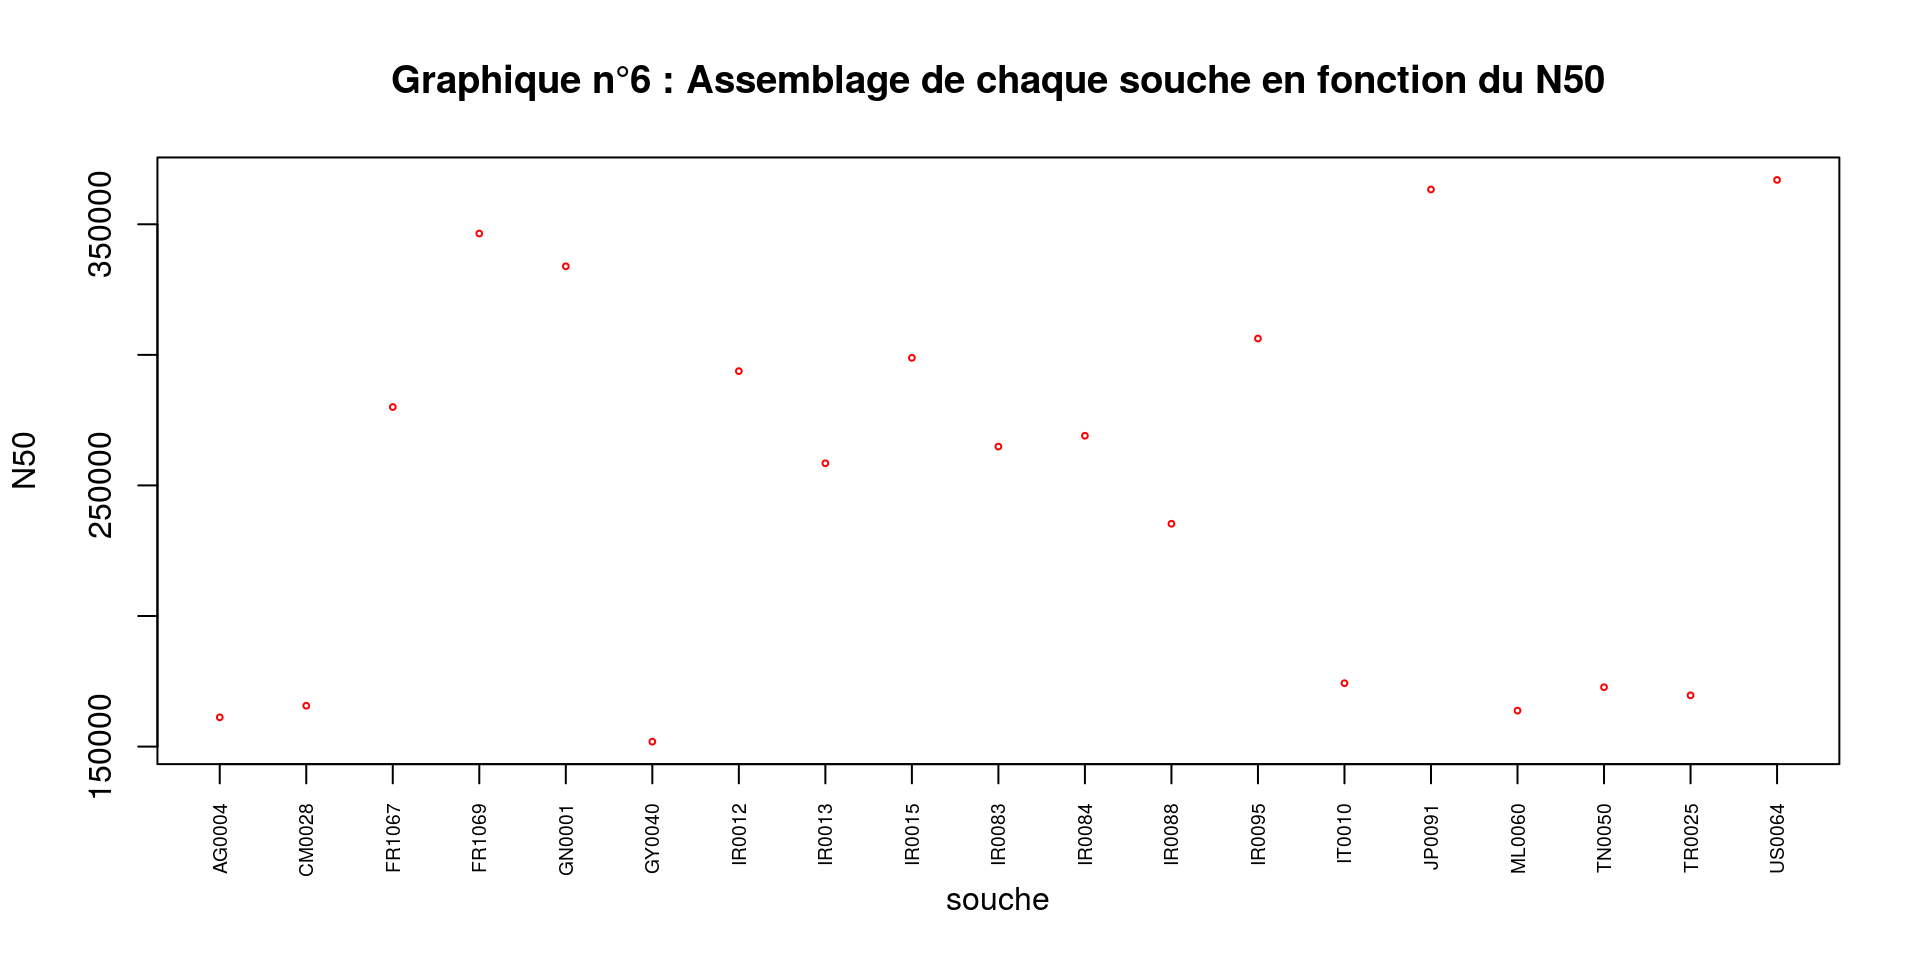 Graphique n°6 : Assemblage de chaque souche en fonction du N50
N50
350000
250000
150000
AG0004
CM0028
FR1067
FR1069
GN0001
GY0040
IR0012
IR0013
IR0015
IR0083
IR0084
IR0088
IR0095
IT0010
JP0091
ML0060
TN0050
TR0025
US0064
souche